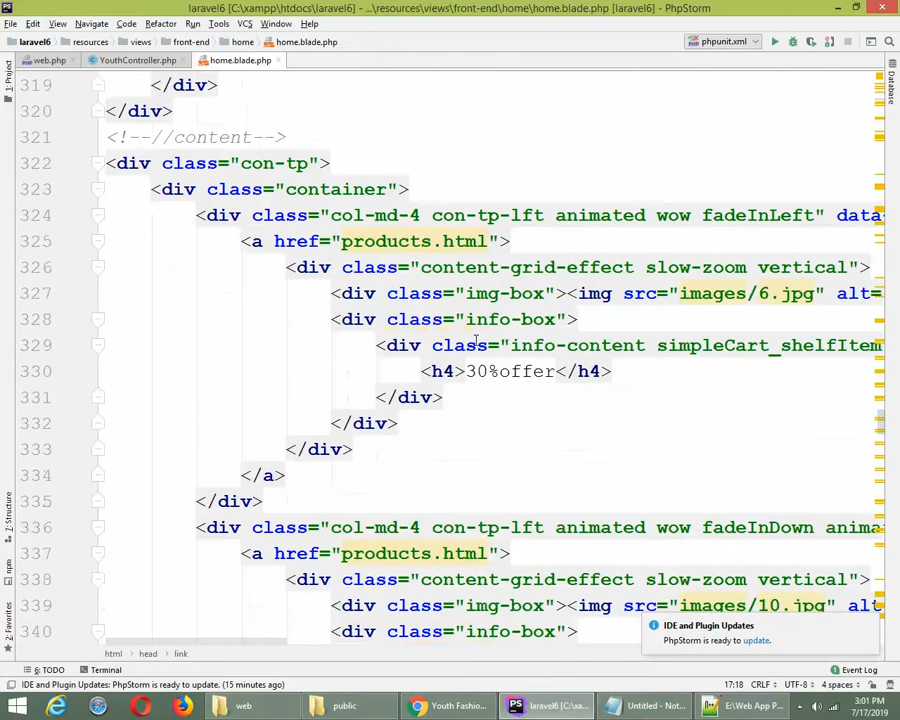 laravel6 [C:\xampp\htdocs\laravel6] - ...\resources\views\front-end\home\home.blade.php [laravel6] - PhpStorm
File Edit View Navigate Code Refactor Run Tools VCS Window Help
laravel6 resources views front-end home home.blade.php phpunit.xml
web.php YouthController.php home.blade.php
1: Project
Database
319 </div>
320 </div>
321 <!--//content-->
322 <div class="con-tp">
323 <div class="container">
324 <div class="col-md-4 con-tp-lft animated wow fadeInLeft" data
325 <a href="products.html">
326 <div class="content-grid-effect slow-zoom vertical">
327 <div class="img-box"><img src="images/6.jpg" alt=
328 <div class="info-box">
329 <div class="info-content simpleCart_shelfItem
330 <h4>30%offer</h4>
331 </div>
332 </div>
333 </div>
334 </a>
335 </div>
336 <div class="col-md-4 con-tp-lft animated wow fadeInDown anima
337 <a href="products.html">
338 <div class="content-grid-effect slow-zoom vertical">
339 <div class="img-box"><img src="images/10.jpg" alt
340 <div class="info-box">
7: Structure
npm
2: Favorites
IDE and Plugin Updates
PhpStorm is ready to update.
html head link
6: TODO Terminal Event Log
IDE and Plugin Updates: PhpStorm is ready to update. (15 minutes ago) 17:18 CRLF UTF-8 4 spaces
web public Youth Fashio... laravel6 [C:\xa... Untitled - Not... E:\Web App P...
3:01 PM
7/17/2019